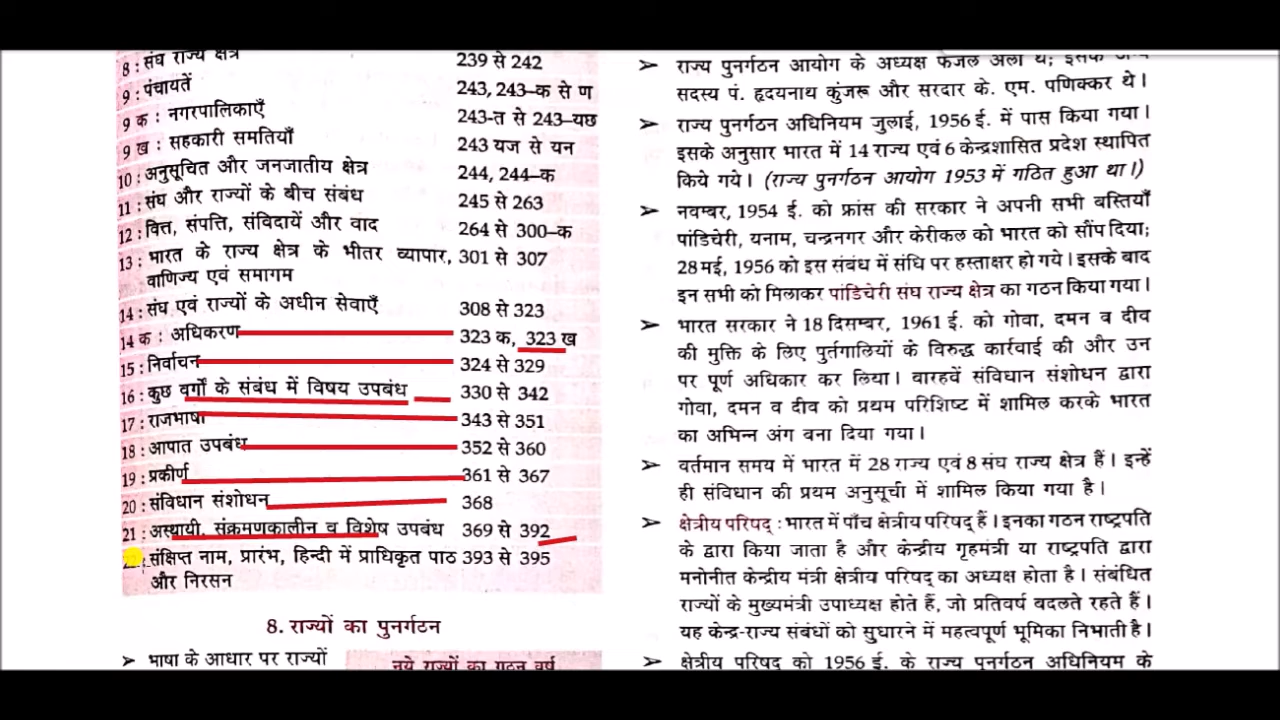 8 : संघ राज्य क्षेत्र 239 से 242
9 : पंचायतें 243, 243–क से ण
9 क : नगरपालिकाएँ 243-त से 243–यछ
9 ख : सहकारी समतियाँ 243 यज से यन
10 : अनुसूचित और जनजातीय क्षेत्र 244, 244–क
11 : संघ और राज्यों के बीच संबंध 245 से 263
12 : वित्त, संपत्ति, संविदायें और वाद 264 से 300–क
13 : भारत के राज्य क्षेत्र के भीतर व्यापार, 301 से 307
वाणिज्य एवं समागम
14 : संघ एवं राज्यों के अधीन सेवाएँ 308 से 323
14 क : अधिकरण 323 क, 323 ख
15 : निर्वाचन 324 से 329
16 : कुछ वर्गों के संबंध में विषय उपबंध 330 से 342
17 : राजभाषा 343 से 351
18 : आपात उपबंध 352 से 360
19 : प्रकीर्ण 361 से 367
20 : संविधान संशोधन 368
21 : अस्थायी, संक्रमणकालीन व विशेष उपबंध 369 से 392
संक्षिप्त नाम, प्रारंभ, हिन्दी में प्राधिकृत पाठ 393 से 395
और निरसन
8. राज्यों का पुनर्गठन
➢ भाषा के आधार पर राज्यों
नये राज्यों का गठन वर्ष
➢ राज्य पुनर्गठन आयोग के अध्यक्ष फजल अली थे; इसके अन्य
सदस्य पं. हृदयनाथ कुंजरू और सरदार के. एम. पणिक्कर थे।
➢ राज्य पुनर्गठन अधिनियम जुलाई, 1956 ई. में पास किया गया।
इसके अनुसार भारत में 14 राज्य एवं 6 केन्द्रशासित प्रदेश स्थापित
किये गये। (राज्य पुनर्गठन आयोग 1953 में गठित हुआ था।)
➢ नवम्बर, 1954 ई. को फ्रांस की सरकार ने अपनी सभी बस्तियाँ
पांडिचेरी, यनाम, चन्द्रनगर और केरीकल को भारत को सौंप दिया;
28 मई, 1956 को इस संबंध में संधि पर हस्ताक्षर हो गये। इसके बाद
इन सभी को मिलाकर पांडिचेरी संघ राज्य क्षेत्र का गठन किया गया।
➢ भारत सरकार ने 18 दिसम्बर, 1961 ई. को गोवा, दमन व दीव
की मुक्ति के लिए पुर्तगालियों के विरुद्ध कार्रवाई की और उन
पर पूर्ण अधिकार कर लिया। वारहवें संविधान संशोधन द्वारा
गोवा, दमन व दीव को प्रथम परिशिष्ट में शामिल करके भारत
का अभिन्न अंग बना दिया गया।
➢ वर्तमान समय में भारत में 28 राज्य एवं 8 संघ राज्य क्षेत्र हैं। इन्हें
ही संविधान की प्रथम अनुसूची में शामिल किया गया है।
➢ क्षेत्रीय परिषद् : भारत में पाँच क्षेत्रीय परिषद् हैं। इनका गठन राष्ट्रपति
के द्वारा किया जाता है और केन्द्रीय गृहमंत्री या राष्ट्रपति द्वारा
मनोनीत केन्द्रीय मंत्री क्षेत्रीय परिषद् का अध्यक्ष होता है। संबंधित
राज्यों के मुख्यमंत्री उपाध्यक्ष होते हैं, जो प्रतिवर्ष बदलते रहते हैं।
यह केन्द्र-राज्य संबंधों को सुधारने में महत्वपूर्ण भूमिका निभाती है।
➢ क्षेत्रीय परिषद् को 1956 ई. के राज्य पुनर्गठन अधिनियम के